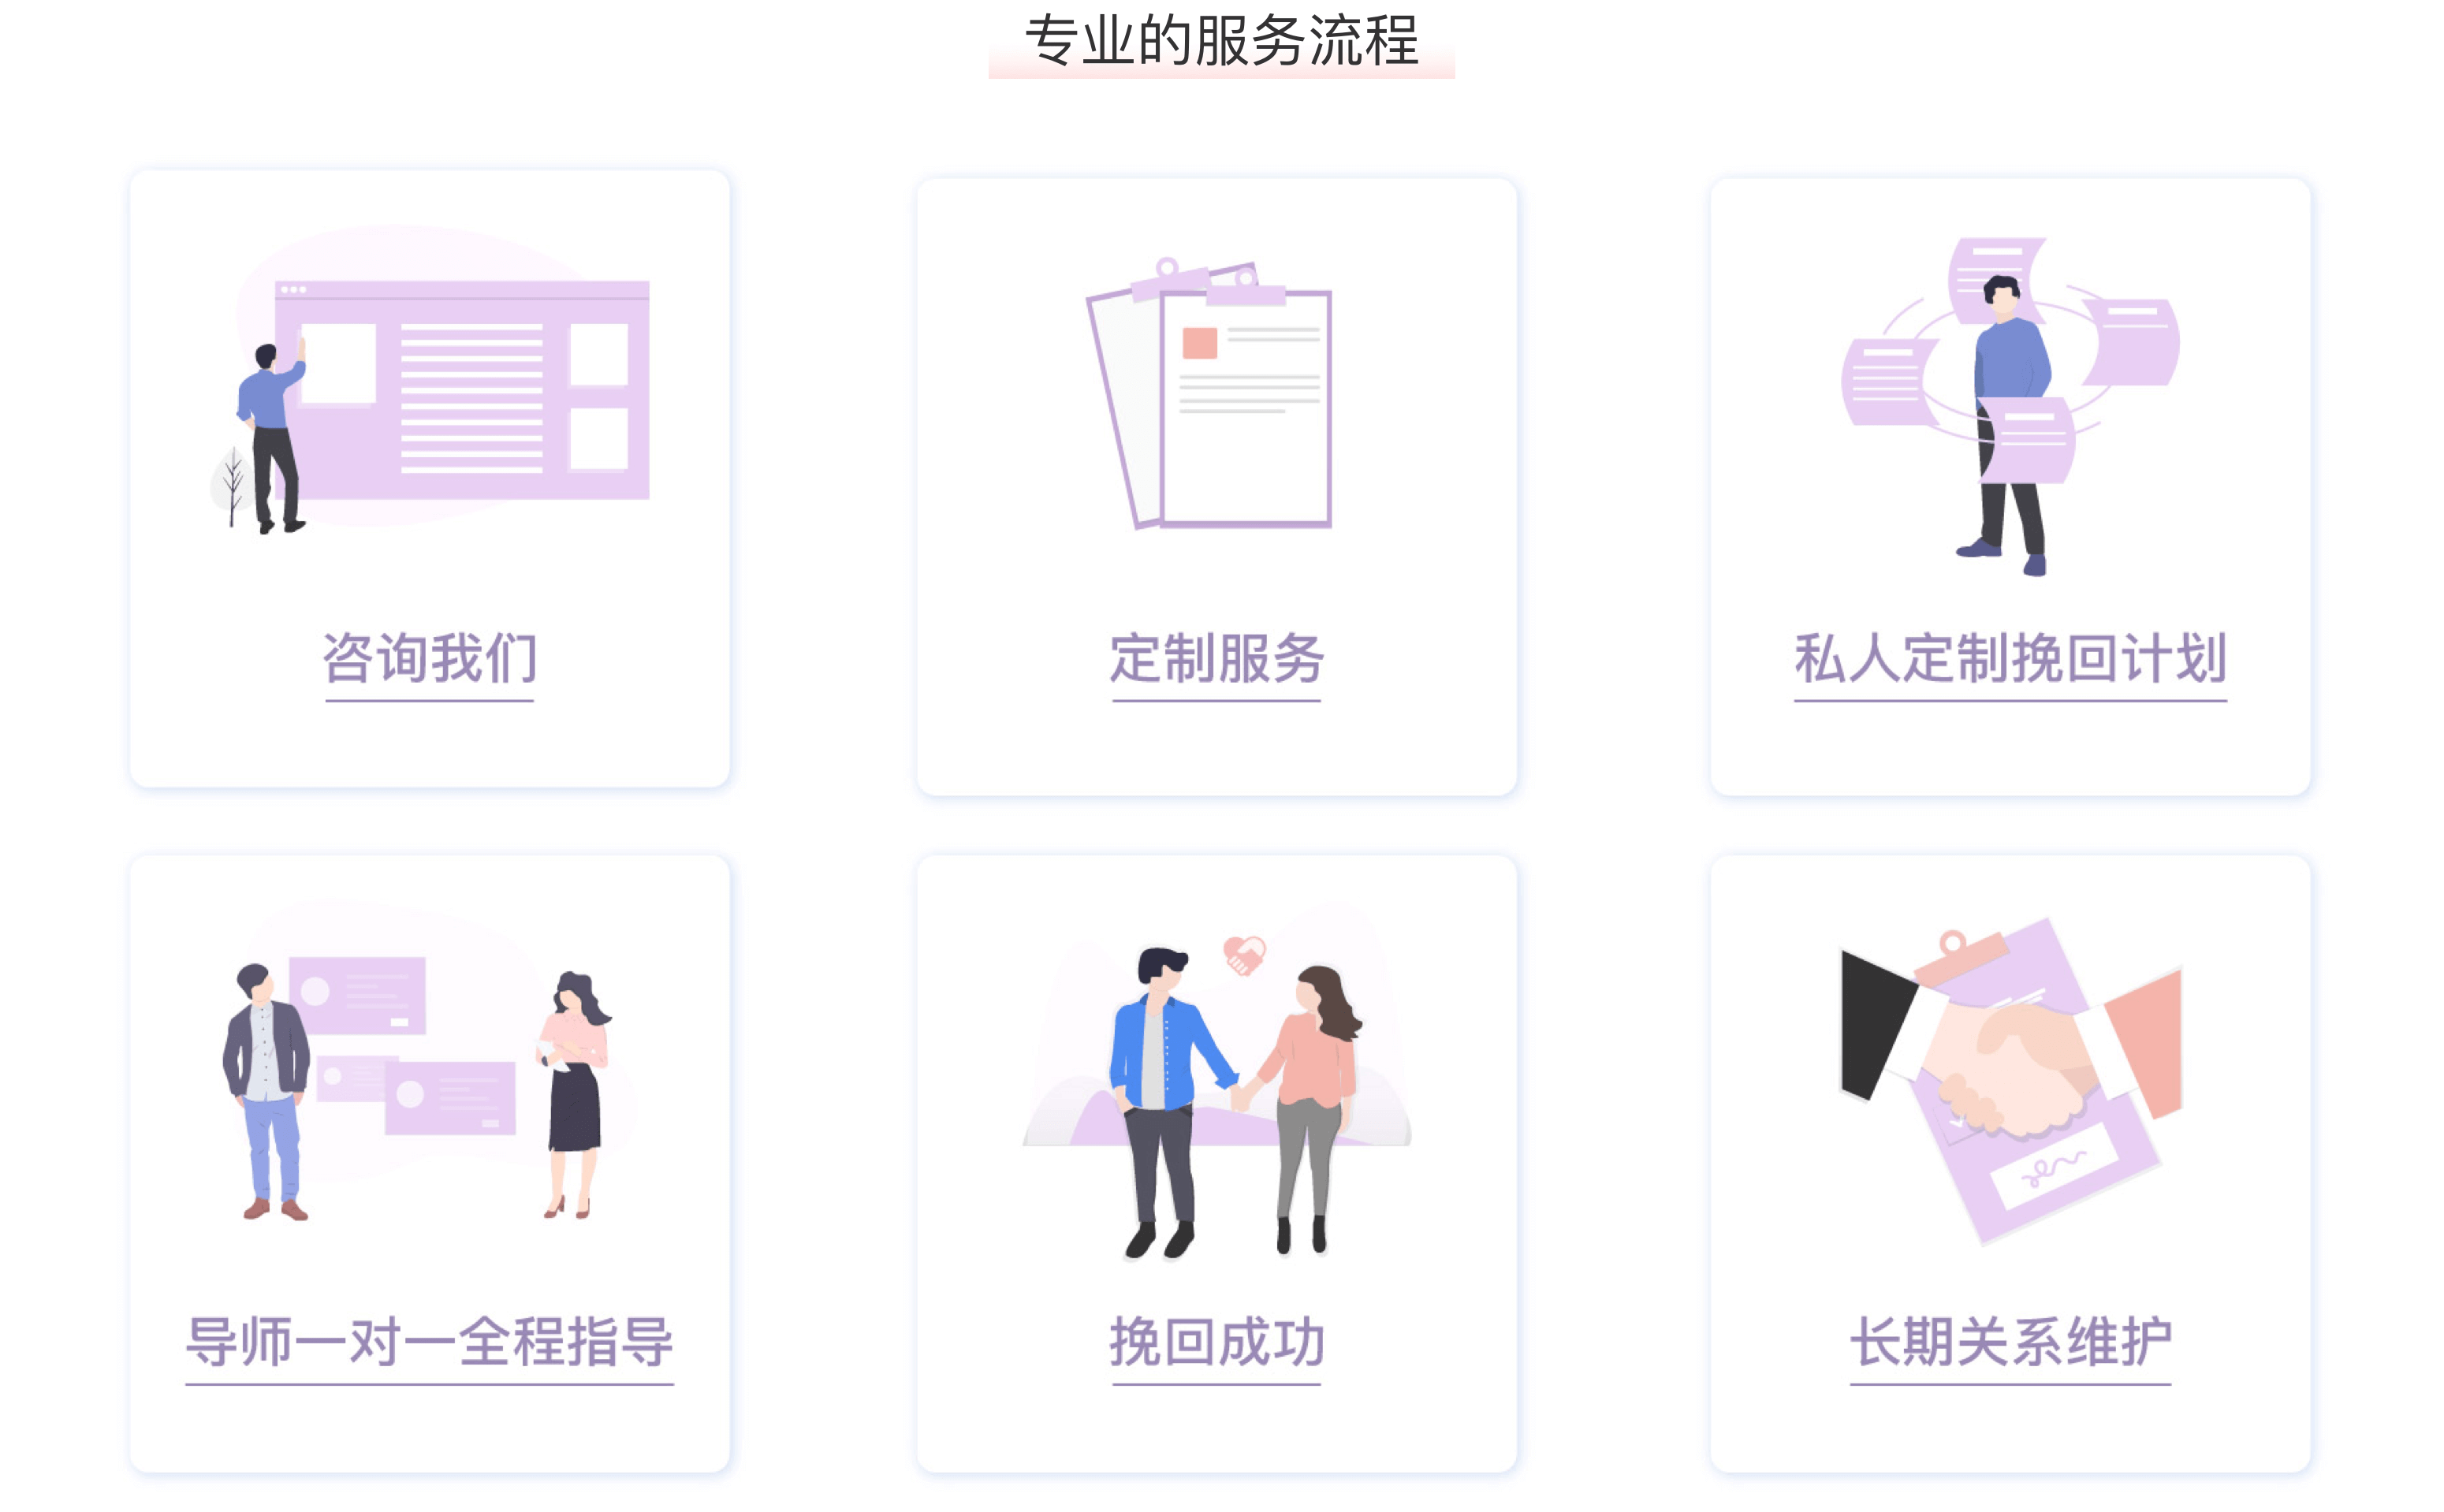 专业的服务流程
咨询我们
定制服务
私人定制挽回计划
导师一对一全程指导
挽回成功
长期关系维护